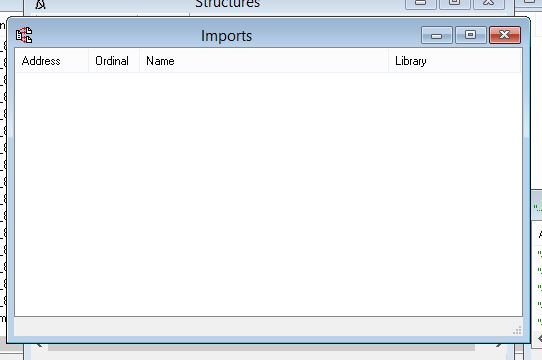 Structures
Imports
Address Ordinal Name Library